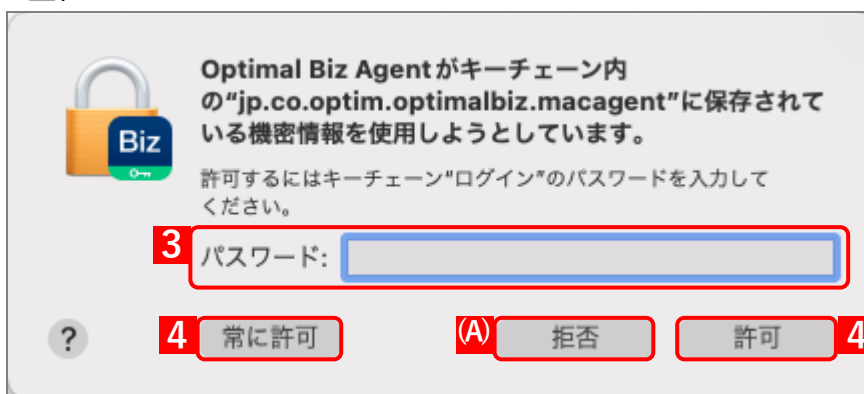 Optimal Biz Agentがキーチェーン内
の"jp.co.optim.optimalbiz.macagent"に保存されて
いる機密情報を使用しようとしています。
Biz
許可するにはキーチェーン"ログイン"のパスワードを入力して
ください。
3 パスワード:
? 4 常に許可 (A) 拒否 許可 4